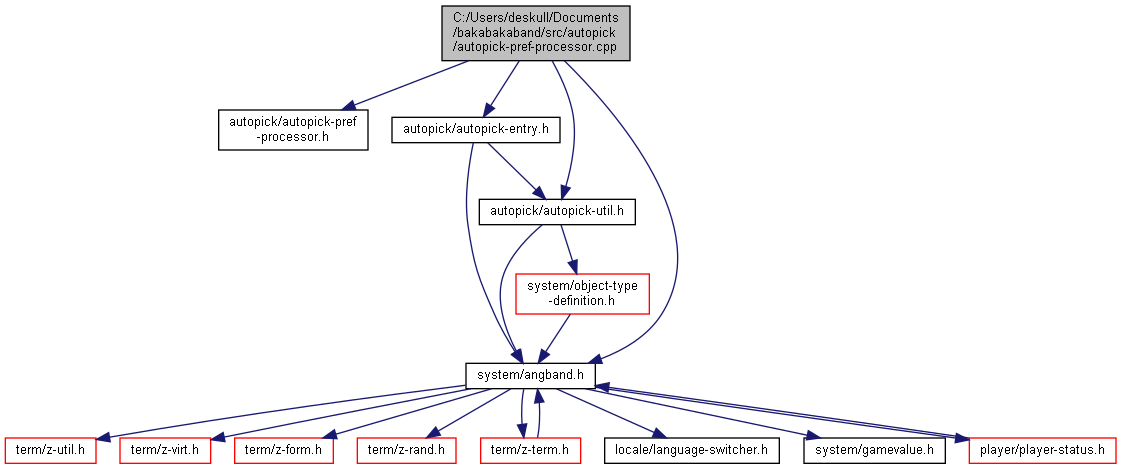 C:/Users/deskull/Documents
/bakabakaband/src/autopick
/autopick-pref-processor.cpp
autopick/autopick-pref
-processor.h
autopick/autopick-entry.h
autopick/autopick-util.h
system/object-type
-definition.h
system/angband.h
term/z-util.h
term/z-virt.h
term/z-form.h
term/z-rand.h
term/z-term.h
locale/language-switcher.h
system/gamevalue.h
player/player-status.h